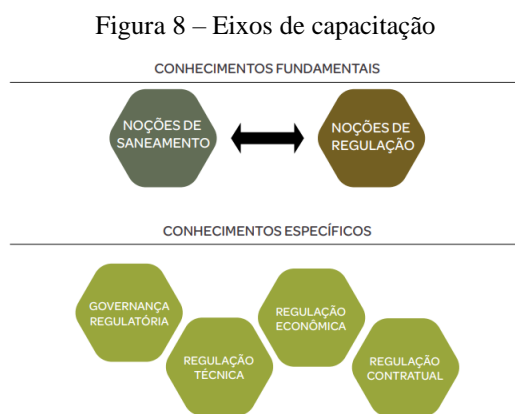 Figura 8 – Eixos de capacitação
CONHECIMENTOS FUNDAMENTAIS
NOÇÕES DE
SANEAMENTO
NOÇÕES DE
REGULAÇÃO
CONHECIMENTOS ESPECÍFICOS
GOVERNANÇA
REGULATÓRIA
REGULAÇÃO
TÉCNICA
REGULAÇÃO
ECONÔMICA
REGULAÇÃO
CONTRATUAL